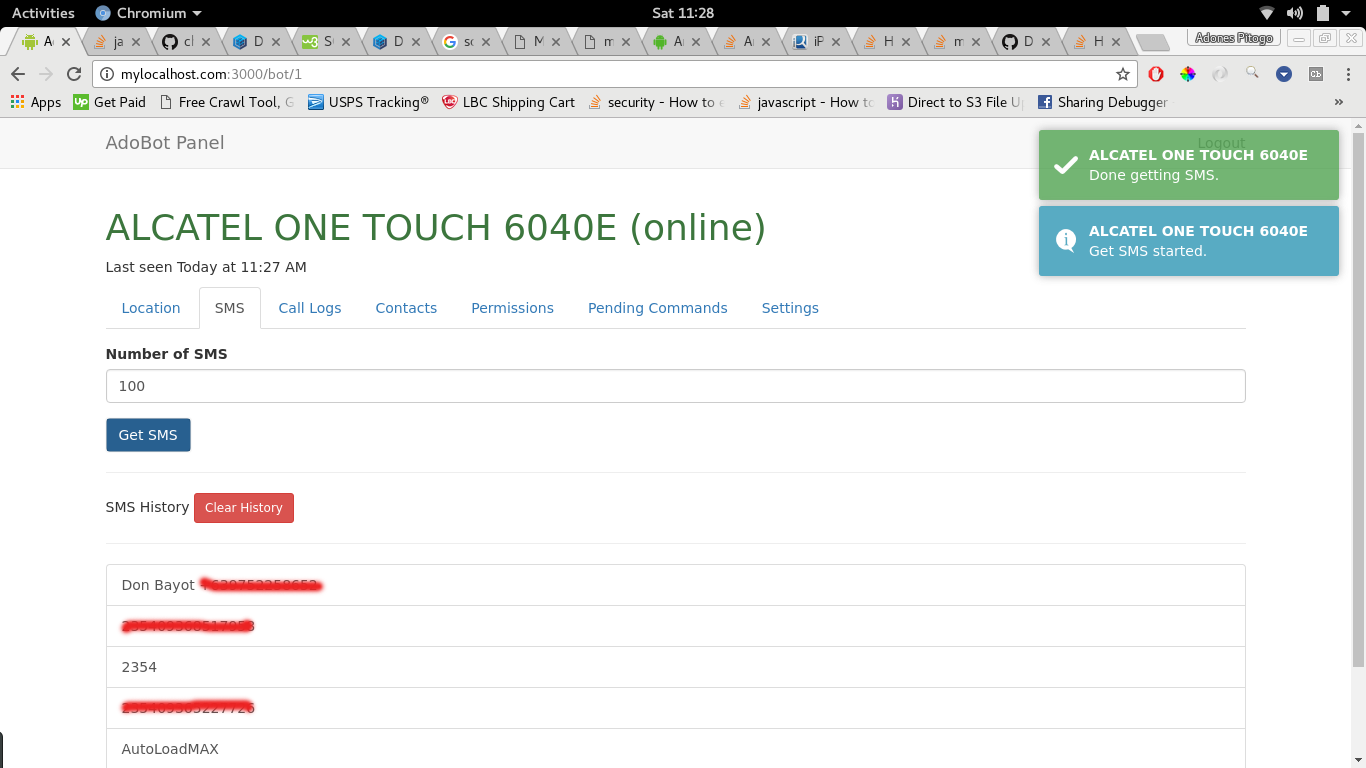 Activities Chromium Sat 11:28
A ja cl D St D G sc M m A A iP H m D H Adones Pitogo
mylocalhost.com:3000/bot/1
Apps Get Paid Free Crawl Tool, G USPS Tracking® LBC Shipping Cart security - How to e javascript - How to Direct to S3 File Up Sharing Debugger »
AdoBot Panel Logout
ALCATEL ONE TOUCH 6040E
Done getting SMS.
ALCATEL ONE TOUCH 6040E
Get SMS started.
ALCATEL ONE TOUCH 6040E (online)
Last seen Today at 11:27 AM
Location SMS Call Logs Contacts Permissions Pending Commands Settings
Number of SMS
100
Get SMS
SMS History Clear History
Don Bayot
2354
AutoLoadMAX